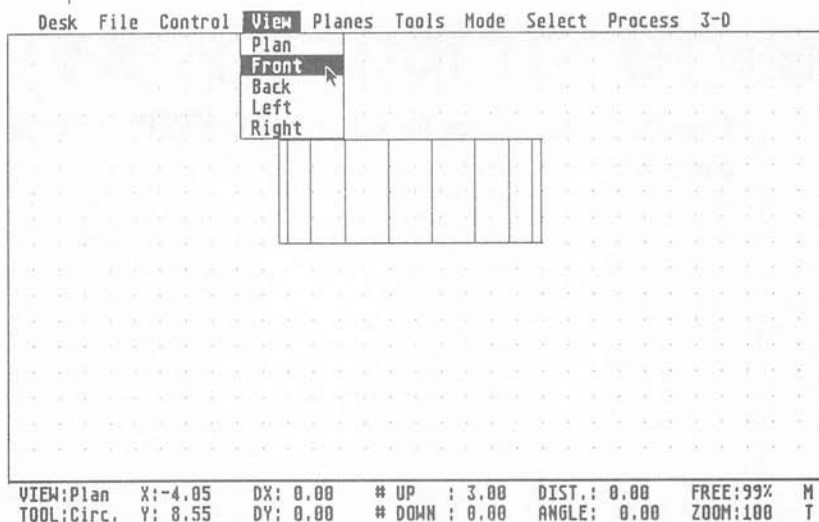 Desk File Control View Planes Tools Mode Select Process 3-D
Plan
Front
Back
Left
Right
VIEW:Plan X:-4.05 DX: 0.00 # UP : 3.00 DIST.: 0.00 FREE:99% M
TOOL:Circ. Y: 8.55 DY: 0.00 # DOWN : 0.00 ANGLE: 0.00 ZOOM:100 T